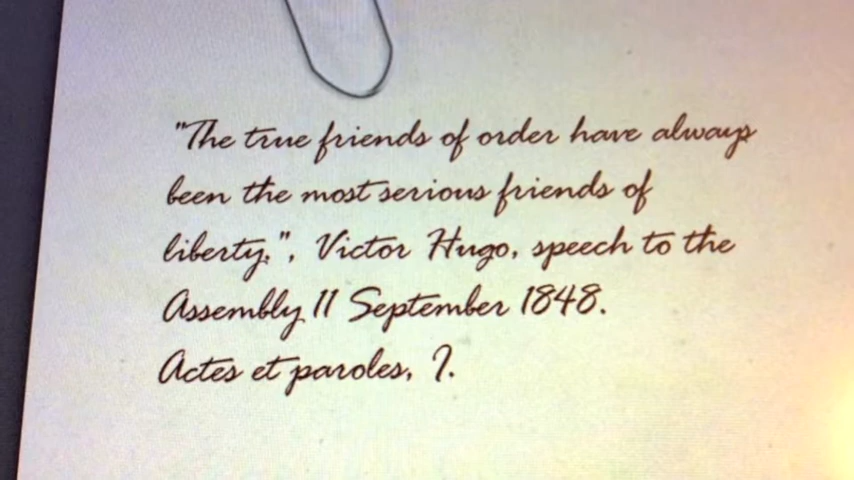 "The true friends of order have always
been the most serious friends of
liberty.", Victor Hugo, speech to the
Assembly 11 September 1848.
Actes et paroles, I.